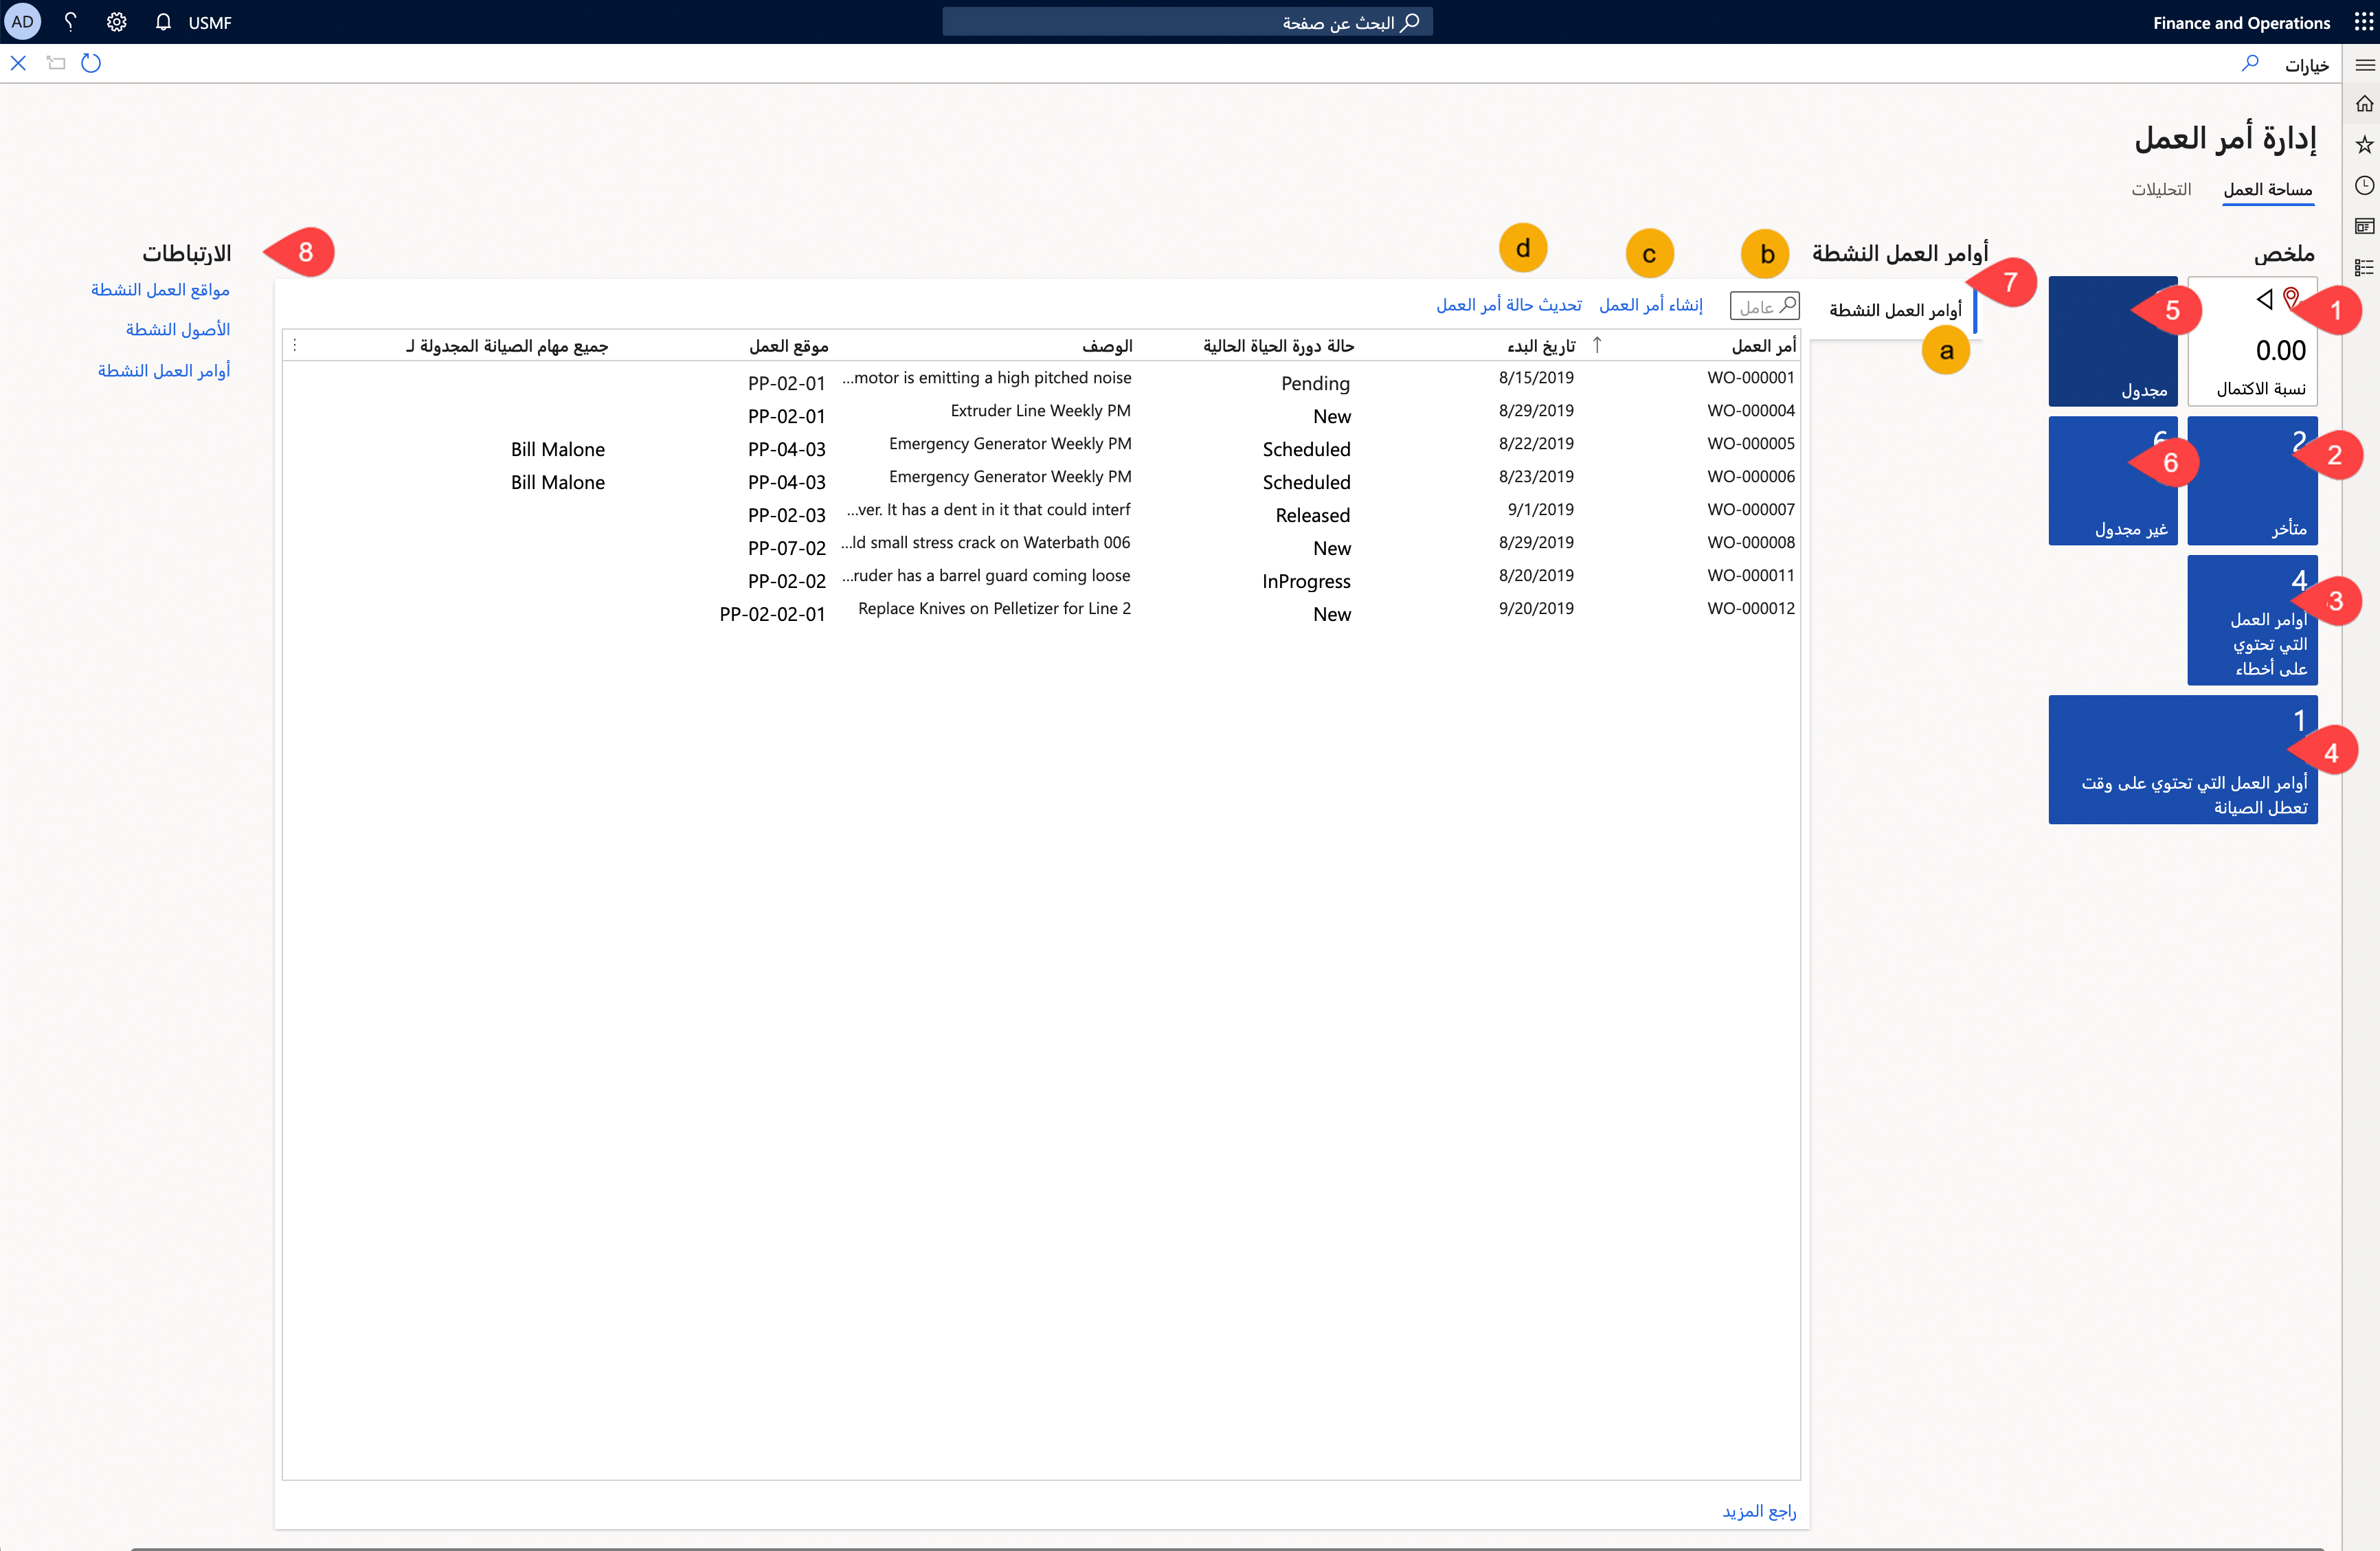 Finance and Operations
البحث عن صفحة
USMF
AD
خيارات
إدارة أمر العمل
مساحة العمل
التحليلات
ملخص
1
0.00
نسبة الاكتمال
5
مجدول
2
2
متأخر
6
6
غير مجدول
4
3
أوامر العمل
التي تحتوي
على أخطاء
1
4
أوامر العمل التي تحتوي على وقت
تعطل الصيانة
أوامر العمل النشطة
7
أوامر العمل النشطة
a
b
c
d
عامل
إنشاء أمر العمل
تحديث حالة أمر العمل
أمر العمل تاريخ البدء حالة دورة الحياة الحالية الوصف موقع العمل جميع مهام الصيانة المجدولة لـ
WO-000001 8/15/2019 Pending motor is emitting a high pitched noise... PP-02-01
WO-000004 8/29/2019 New Extruder Line Weekly PM PP-02-01
WO-000005 8/22/2019 Scheduled Emergency Generator Weekly PM PP-04-03 Bill Malone
WO-000006 8/23/2019 Scheduled Emergency Generator Weekly PM PP-04-03 Bill Malone
WO-000007 9/1/2019 Released ...ver. It has a dent in it that could interf PP-02-03
WO-000008 8/29/2019 New ...ld small stress crack on Waterbath 006 PP-07-02
WO-000011 8/20/2019 InProgress ...ruder has a barrel guard coming loose PP-02-02
WO-000012 9/20/2019 New Replace Knives on Pelletizer for Line 2 PP-02-02-01
راجع المزيد
8
الارتباطات
مواقع العمل النشطة
الأصول النشطة
أوامر العمل النشطة